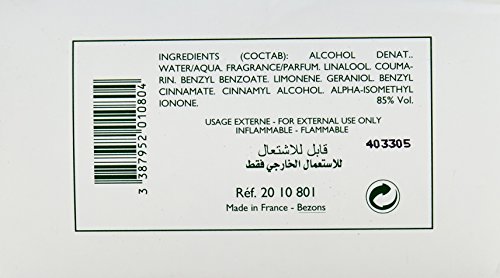 INGREDIENTS (COCTAB): ALCOHOL DENAT..
WATER/AQUA. FRAGRANCE/PARFUM. LINALOOL. COUMA-
RIN. BENZYL BENZOATE. LIMONENE. GERANIOL. BENZYL
CINNAMATE. CINNAMYL ALCOHOL. ALPHA-ISOMETHYL
IONONE. 85% Vol.
USAGE EXTERNE - FOR EXTERNAL USE ONLY
INFLAMMABLE - FLAMMABLE
قابل للاشتعال
403305
للاستعمال الخارجي فقط
Réf. 20 10 801
Made in France - Bezons
3 387952 010804